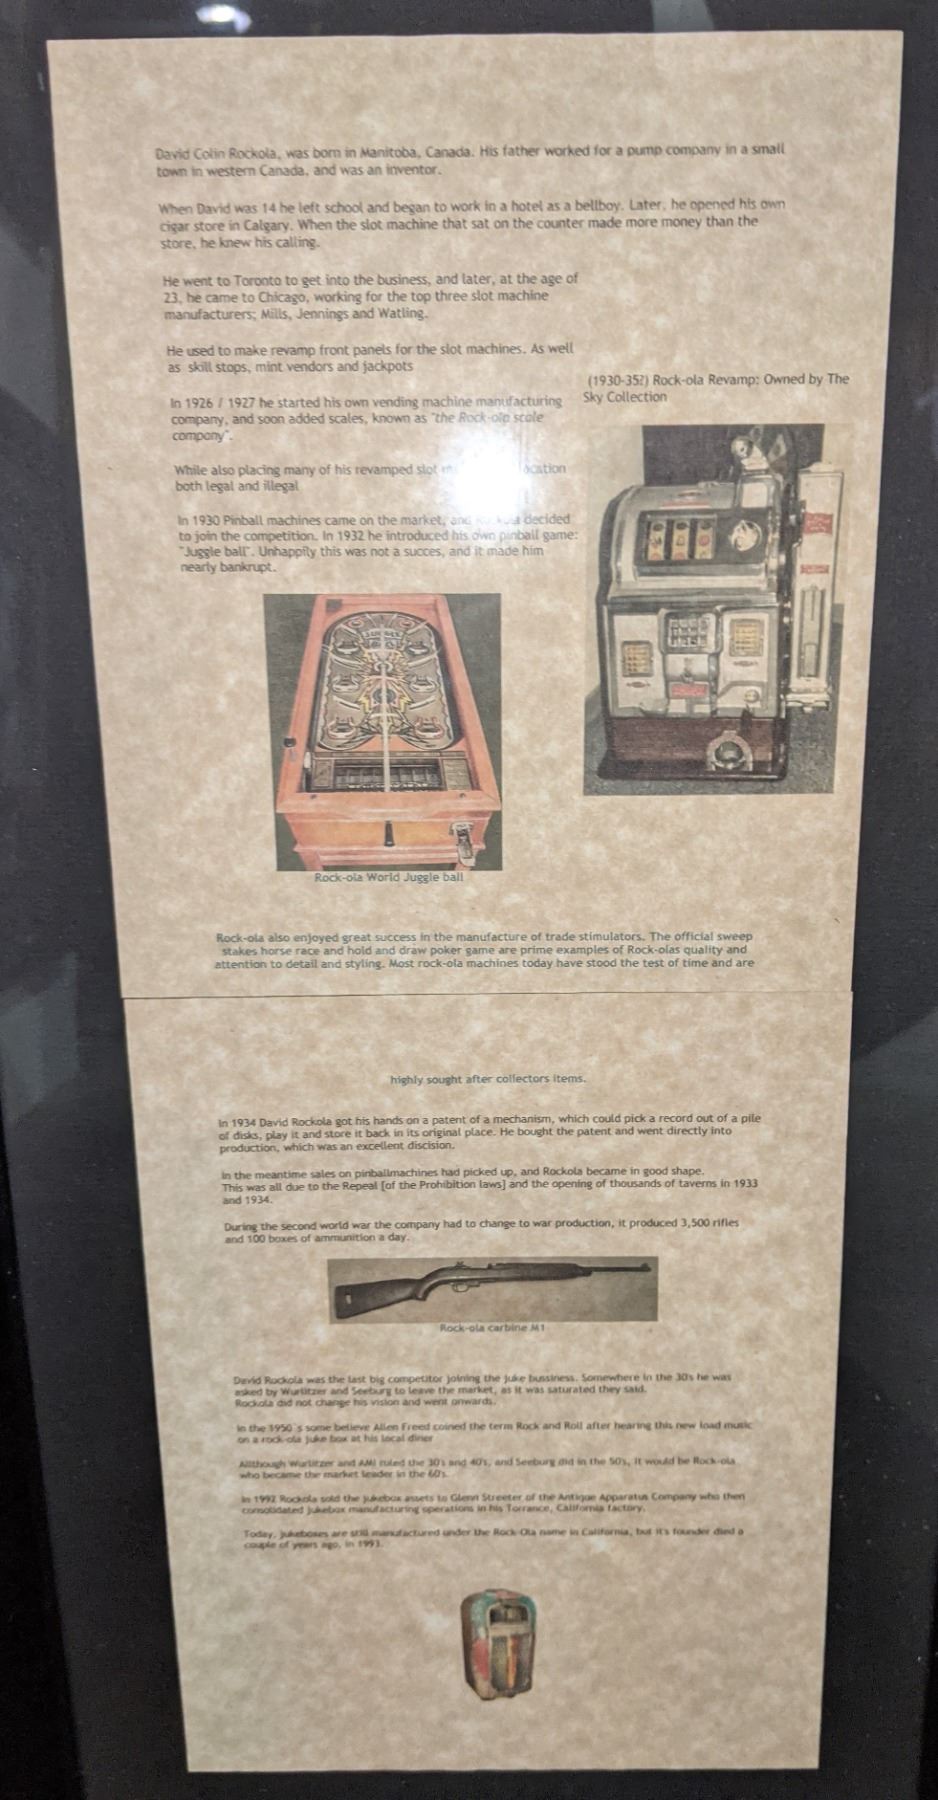 David Colin Rockola, was born in Manitoba, Canada. His father worked for a pump company in a small
town in western Canada, and was an inventor.
When David was 14 he left school and began to work in a hotel as a bellboy. Later, he opened his own
cigar store in Calgary. When the slot machine that sat on the counter made more money than the
store, he knew his calling.
He went to Toronto to get into the business, and later, at the age of
23, he came to Chicago, working for the top three slot machine
manufacturers; Mills, Jennings and Watling.
He used to make revamp front panels for the slot machines. As well
as skill stops, mint vendors and jackpots
In 1926 / 1927 he started his own vending machine manufacturing
company, and soon added scales, known as "the Rock-ola scale
company".
While also placing many of his revamped slot
both legal and illegal
In 1930 Pinball machines came on the market, and decided
to join the competition. In 1932 he introduced his own pinball game:
"Juggle ball". Unhappily this was not a succes, and it made him
nearly bankrupt.
(1930-35?) Rock-ola Revamp: Owned by The
Sky Collection
Rock-ola World Juggle ball
Rock-ola also enjoyed great success in the manufacture of trade stimulators. The official sweep
stakes horse race and hold and draw poker game are prime examples of Rock-olas quality and
attention to detail and styling. Most rock-ola machines today have stood the test of time and are
highly sought after collectors items.
In 1934 David Rockola got his hands on a patent of a mechanism, which could pick a record out of a pile
of disks, play it and store it back in its original place. He bought the patent and went directly into
production, which was an excellent discision.
In the meantime sales on pinballmachines had picked up, and Rockola became in good shape.
This was all due to the Repeal [of the Prohibition laws] and the opening of thousands of taverns in 1933
and 1934.
During the second world war the company had to change to war production, it produced 3,500 rifles
and 100 boxes of ammunition a day.
Rock-ola carbine M1
David Rockola was the last big competitor joining the juke bussiness. Somewhere in the 30's he was
asked by Wurlitzer and Seeburg to leave the market, as it was saturated they said.
Rockola did not change his vision and went onwards.
In the 1950`s some believe Allen Freed coined the term Rock and Roll after hearing this new load music
on a rock-ola juke box at his local diner
Allthough Wurlitzer and AMI ruled the 30's and 40's, and Seeburg did in the 50's, it would be Rock-ola
who became the market leader in the 60's.
In 1992 Rockola sold the jukebox assets to Glenn Streeter of the Antique Apparatus Company who then
consolidated jukebox manufacturing operations in his Torrance, California factory.
Today, jukeboxes are still manufactured under the Rock-Ola name in California, but it's founder died a
couple of years ago, in 1993.